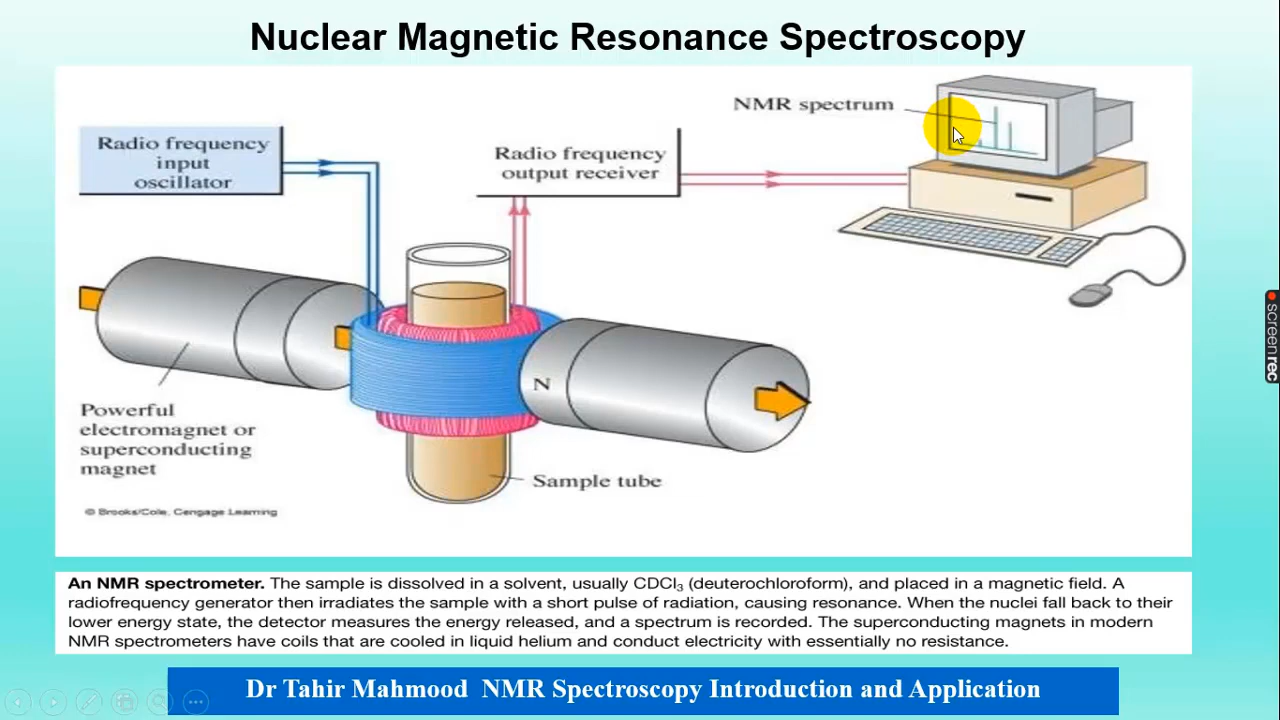 Nuclear Magnetic Resonance Spectroscopy
NMR spectrum
Radio frequency
input
oscillator
Radio frequency
output receiver
N
Powerful
electromagnet or
superconducting
magnet
Sample tube
© Brooks/Cole, Cengage Learning
An NMR spectrometer. The sample is dissolved in a solvent, usually CDCl₃ (deuterochloroform), and placed in a magnetic field. A
radiofrequency generator then irradiates the sample with a short pulse of radiation, causing resonance. When the nuclei fall back to their
lower energy state, the detector measures the energy released, and a spectrum is recorded. The superconducting magnets in modern
NMR spectrometers have coils that are cooled in liquid helium and conduct electricity with essentially no resistance.
Dr Tahir Mahmood NMR Spectroscopy Introduction and Application
screenrec